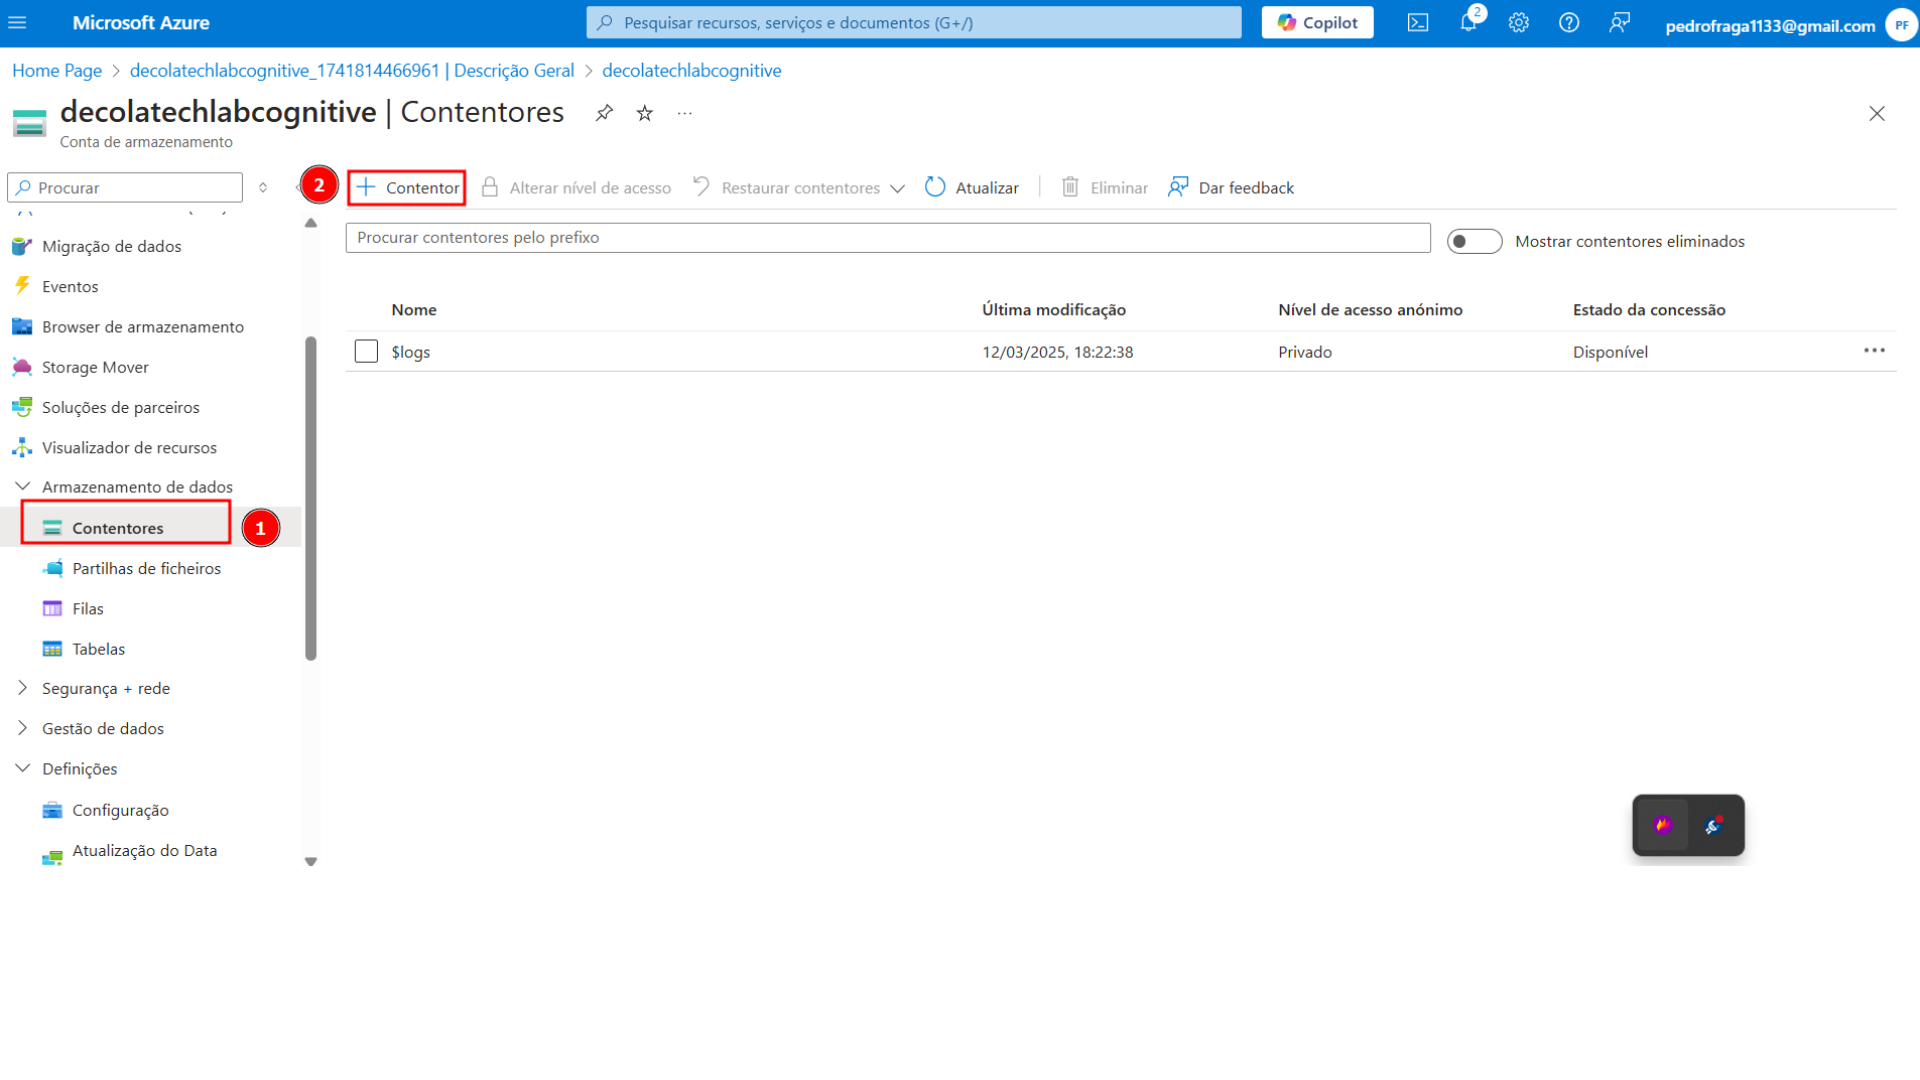 Microsoft Azure
Pesquisar recursos, serviços e documentos (G+/)
Copilot
2
pedrofraga1133@gmail.com
PF
Home Page > decolatechlabcognitive_1741814466961 | Descrição Geral > decolatechlabcognitive
decolatechlabcognitive | Contentores
Conta de armazenamento
Procurar
2
Contentor
Alterar nível de acesso
Restaurar contentores
Atualizar
Eliminar
Dar feedback
Procurar contentores pelo prefixo
Mostrar contentores eliminados
Nome
Última modificação
Nível de acesso anónimo
Estado da concessão
$logs
12/03/2025, 18:22:38
Privado
Disponível
Migração de dados
Eventos
Browser de armazenamento
Storage Mover
Soluções de parceiros
Visualizador de recursos
Armazenamento de dados
Contentores
1
Partilhas de ficheiros
Filas
Tabelas
Segurança + rede
Gestão de dados
Definições
Configuração
Atualização do Data